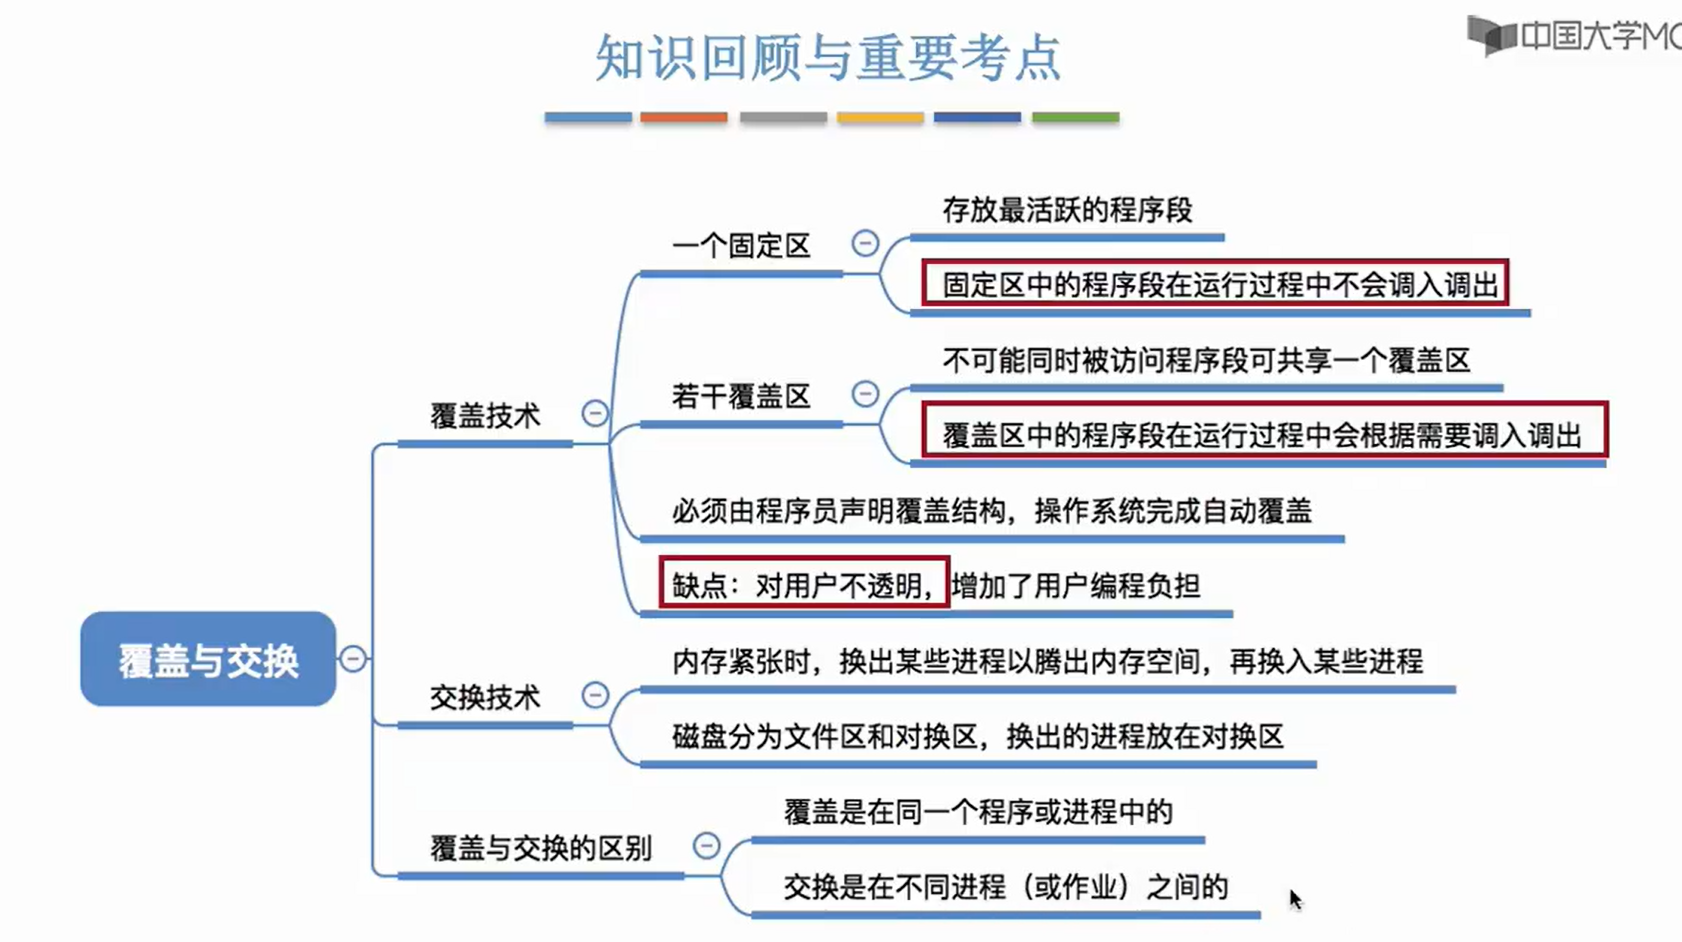 知识回顾与重要考点
中国大学MO
存放最活跃的程序段
一个固定区
固定区中的程序段在运行过程中不会调入调出
不可能同时被访问程序段可共享一个覆盖区
若干覆盖区
覆盖技术
覆盖区中的程序段在运行过程中会根据需要调入调出
必须由程序员声明覆盖结构，操作系统完成自动覆盖
缺点：对用户不透明，增加了用户编程负担
覆盖与交换
内存紧张时，换出某些进程以腾出内存空间，再换入某些进程
交换技术
磁盘分为文件区和对换区，换出的进程放在对换区
覆盖是在同一个程序或进程中的
覆盖与交换的区别
交换是在不同进程（或作业）之间的